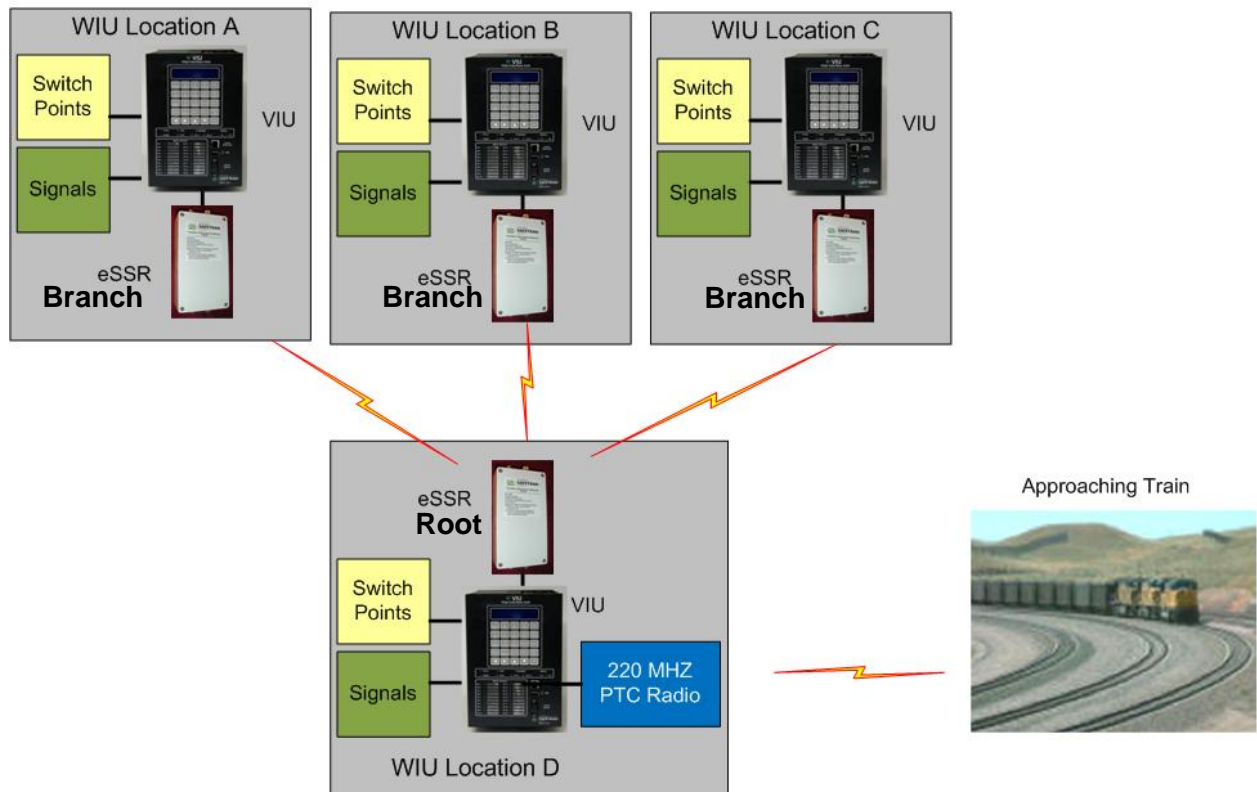 WIU Location A
Switch
Points
Signals
VIU
eSSR
Branch
WIU Location B
Switch
Points
Signals
VIU
eSSR
Branch
WIU Location C
Switch
Points
Signals
VIU
eSSR
Branch
eSSR
Root
Switch
Points
Signals
VIU
220 MHZ
PTC Radio
WIU Location D
Approaching Train